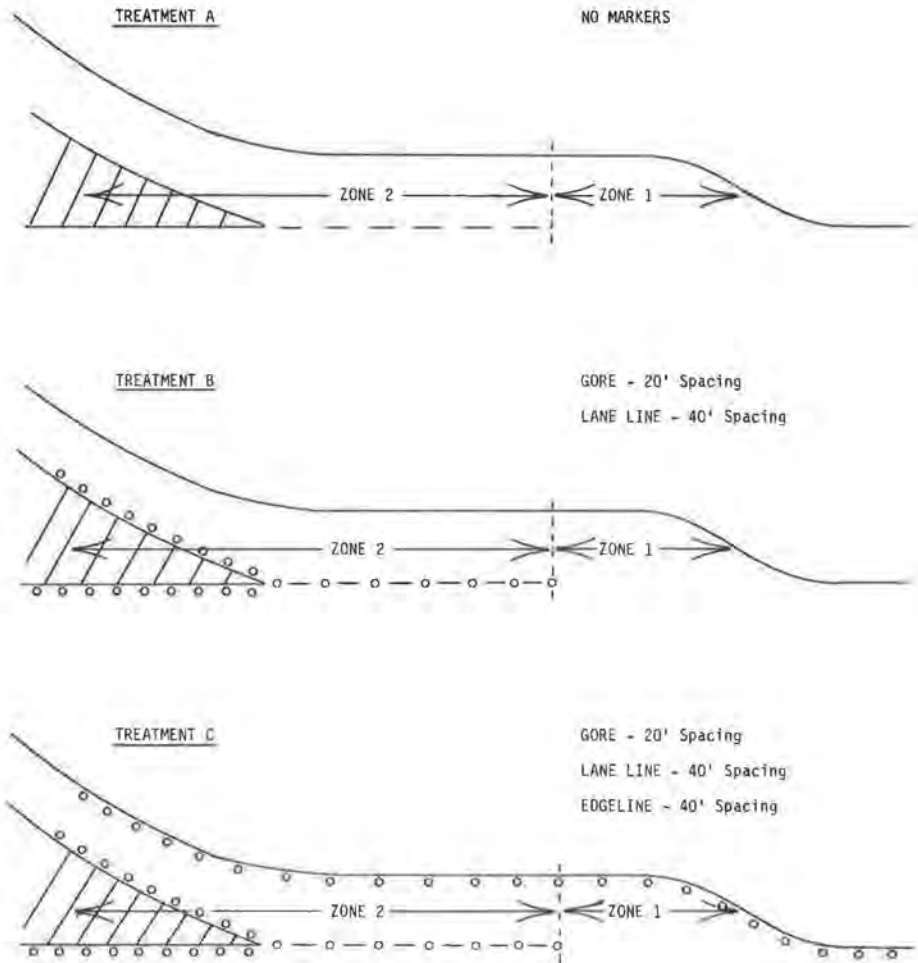 TREATMENT A
NO MARKERS
ZONE 2
ZONE 1
TREATMENT B
GORE - 20' Spacing
LANE LINE - 40' Spacing
ZONE 2
ZONE 1
TREATMENT C
GORE - 20' Spacing
LANE LINE - 40' Spacing
EDGELINE - 40' Spacing
ZONE 2
ZONE 1